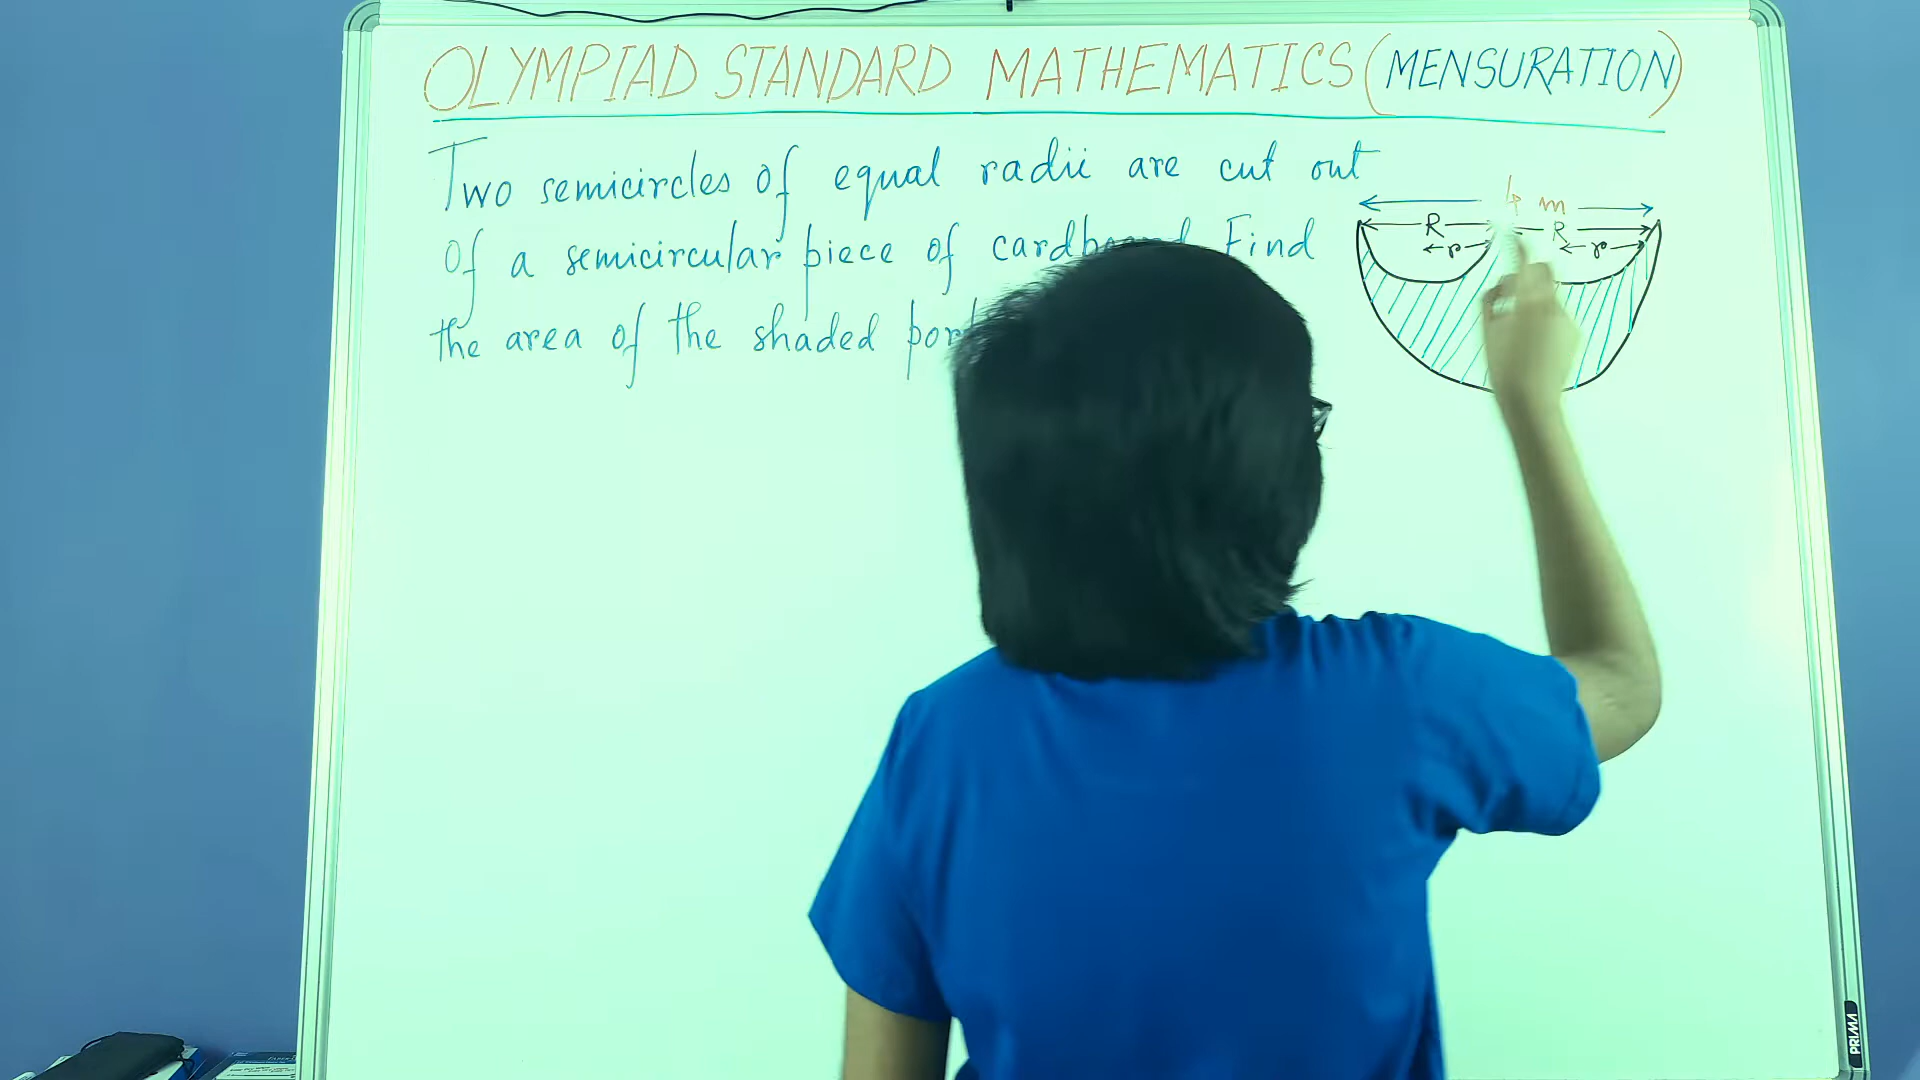 OLYMPIAD STANDARD MATHEMATICS (MENSURATION)
Two semicircles of equal radii are cut out
of a semicircular piece of cardboard Find
the area of the shaded
4 m
R R
r r
PRIMA